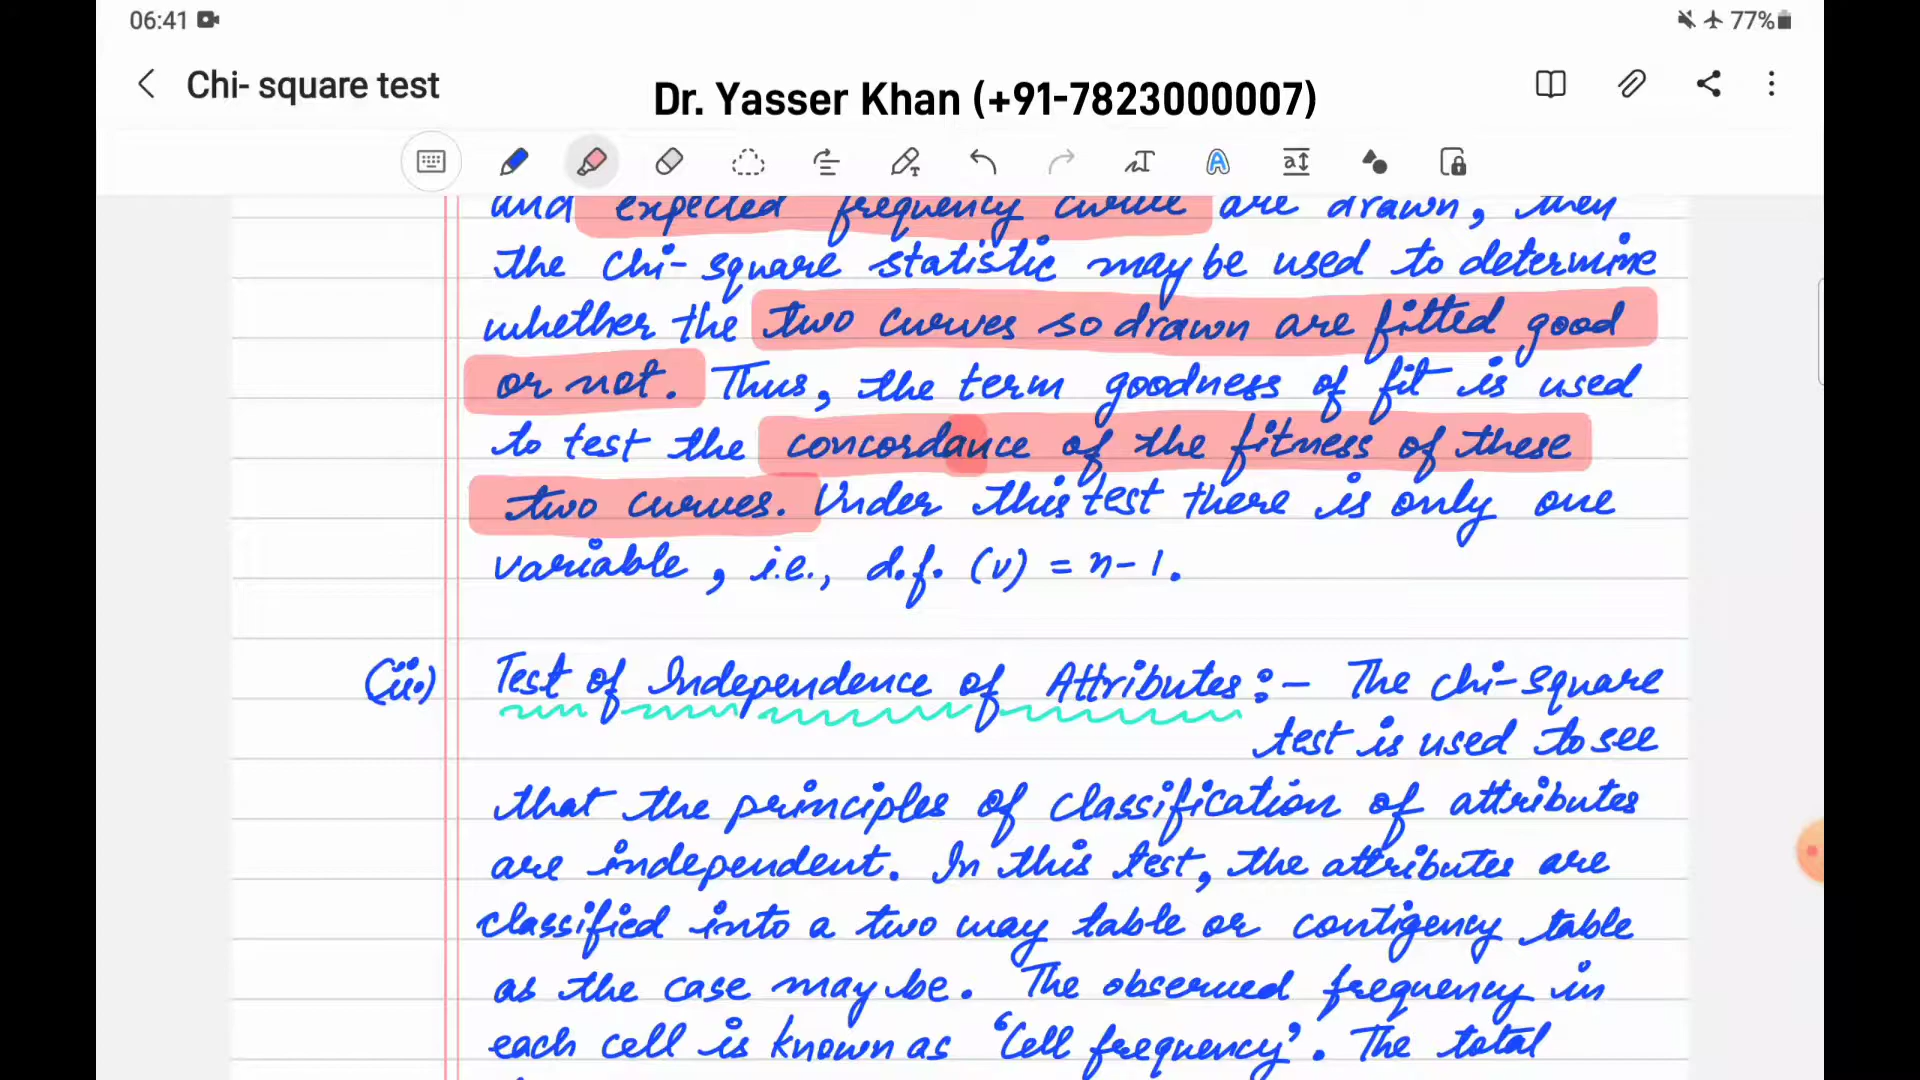 06:41
77%
Chi- square test
Dr. Yasser Khan (+91-7823000007)
and expected frequency curve are drawn, then
the chi-square statistic may be used to determine
whether the two curves so drawn are fitted good
or not. Thus, the term goodness of fit is used
to test the concordance of the fitness of these
two curves. Under this test there is only one
variable, i.e., d.f. (v) = n-1.
(ii.) Test of Independence of Attributes:- The chi-square
test is used to see
that the principles of classification of attributes
are independent. In this test, the attributes are
classified into a two way table or contigency table
as the case may be. The observed frequency in
each cell is known as 'Cell frequency'. The total